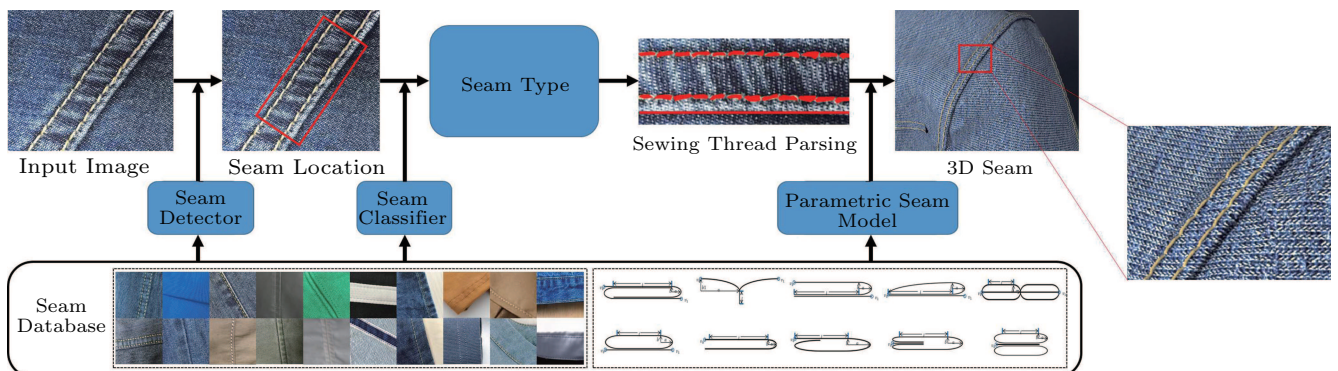 Seam Type
Input Image
Seam Location
Sewing Thread Parsing
3D Seam
Seam
Detector
Seam
Classifier
Parametric Seam
Model
Seam
Database